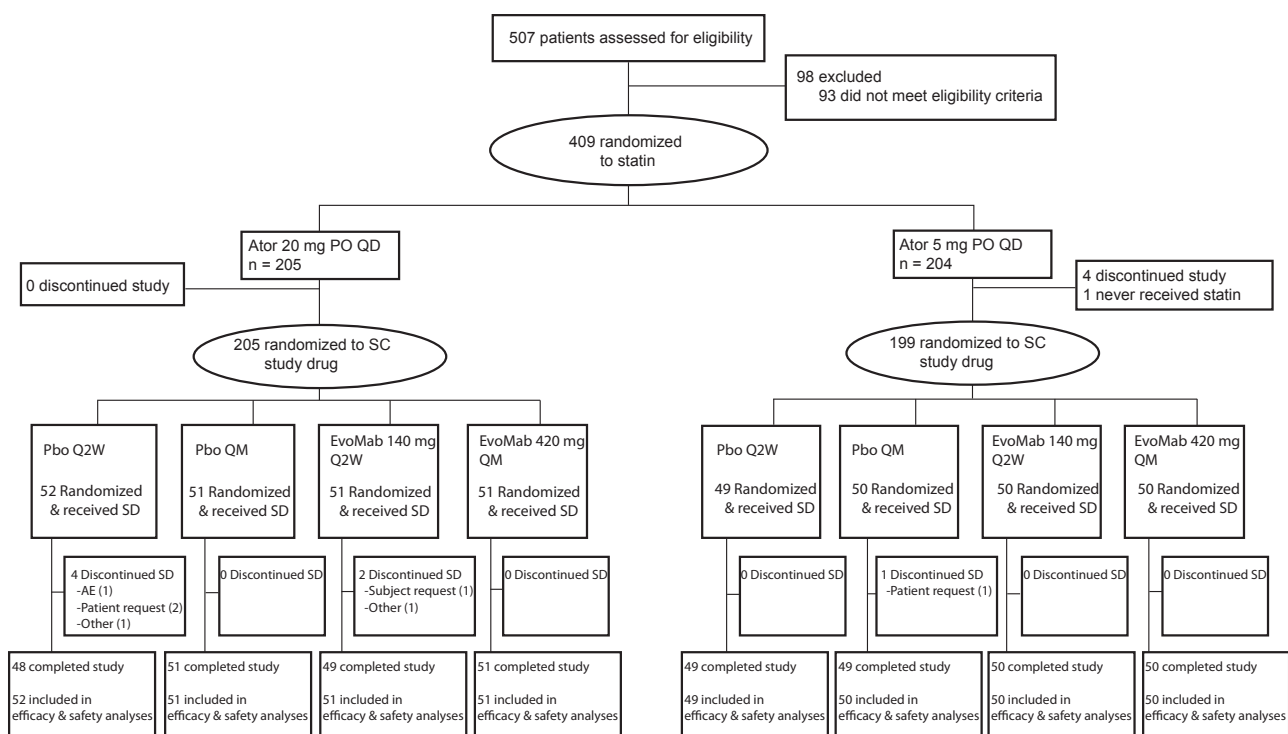 507 patients assessed for eligibility
98 excluded
93 did not meet eligibility criteria
409 randomized
to statin
Ator 20 mg PO QD
n = 205
Ator 5 mg PO QD
n = 204
0 discontinued study
4 discontinued study
1 never received statin
205 randomized to SC
study drug
199 randomized to SC
study drug
Pbo Q2W
52 Randomized
& received SD
Pbo QM
51 Randomized
& received SD
EvoMab 140 mg
Q2W
51 Randomized
& received SD
EvoMab 420 mg
QM
51 Randomized
& received SD
Pbo Q2W
49 Randomized
& received SD
Pbo QM
50 Randomized
& received SD
EvoMab 140 mg
Q2W
50 Randomized
& received SD
EvoMab 420 mg
QM
50 Randomized
& received SD
4 Discontinued SD
-AE (1)
-Patient request (2)
-Other (1)
0 Discontinued SD
2 Discontinued SD
-Subject request (1)
-Other (1)
0 Discontinued SD
0 Discontinued SD
1 Discontinued SD
-Patient request (1)
0 Discontinued SD
0 Discontinued SD
48 completed study
52 included in
efficacy & safety analyses
51 completed study
51 included in
efficacy & safety analyses
49 completed study
51 included in
efficacy & safety analyses
51 completed study
51 included in
efficacy & safety analyses
49 completed study
49 included in
efficacy & safety analyses
49 completed study
50 included in
efficacy & safety analyses
50 completed study
50 included in
efficacy & safety analyses
50 completed study
50 included in
efficacy & safety analyses